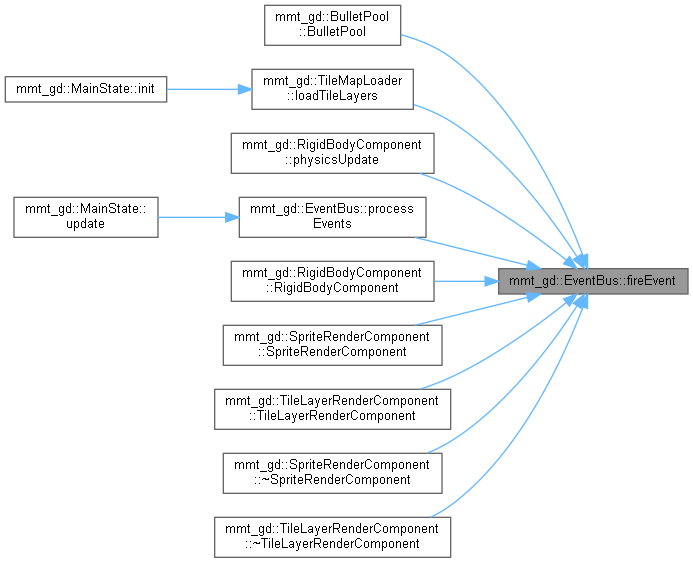 mmt_gd::BulletPool
::BulletPool
mmt_gd::MainState::init
mmt_gd::TileMapLoader
::loadTileLayers
mmt_gd::RigidBodyComponent
::physicsUpdate
mmt_gd::MainState::
update
mmt_gd::EventBus::process
Events
mmt_gd::RigidBodyComponent
::RigidBodyComponent
mmt_gd::EventBus::fireEvent
mmt_gd::SpriteRenderComponent
::SpriteRenderComponent
mmt_gd::TileLayerRenderComponent
::TileLayerRenderComponent
mmt_gd::SpriteRenderComponent
::~SpriteRenderComponent
mmt_gd::TileLayerRenderComponent
::~TileLayerRenderComponent